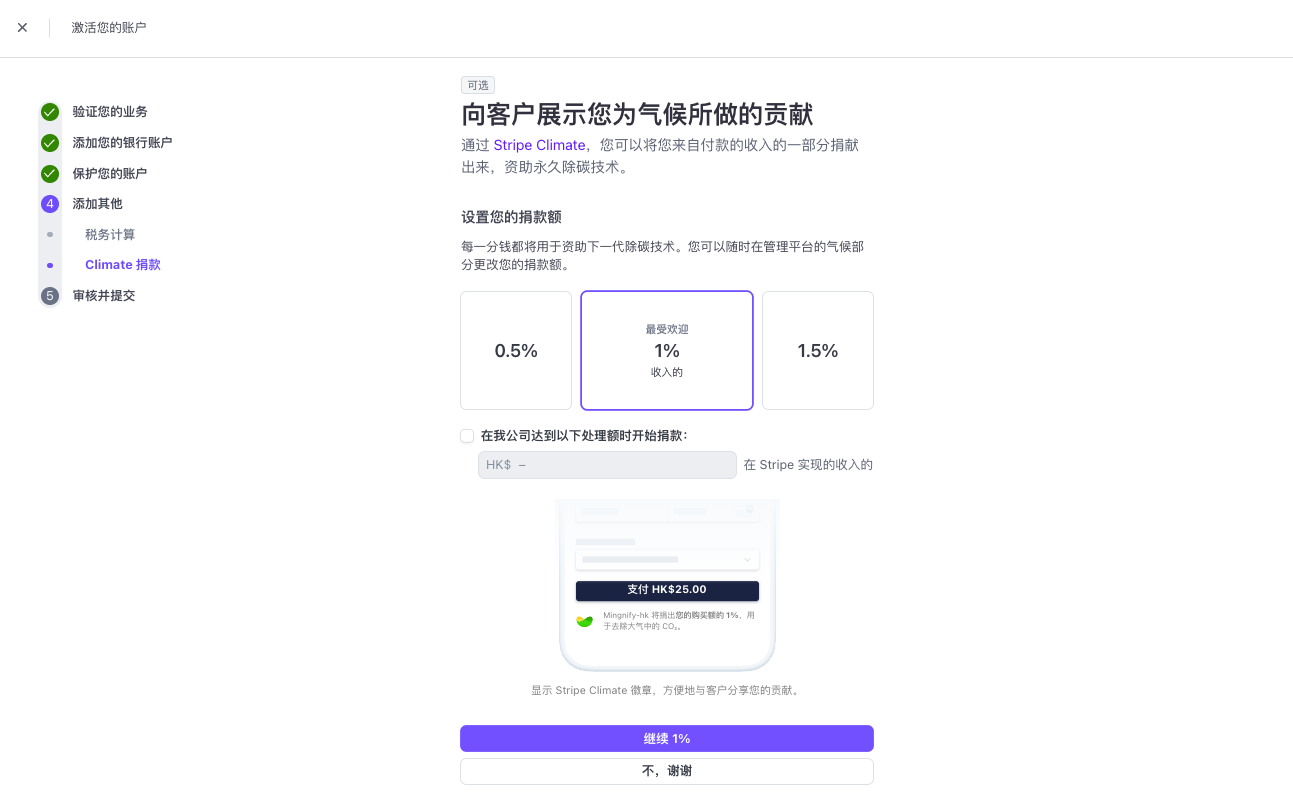 激活您的账户
验证您的业务
添加您的银行账户
保护您的账户
4 添加其他
税务计算
Climate 捐款
5 审核并提交
可选
向客户展示您为气候所做的贡献
通过 Stripe Climate，您可以将您来自付款的收入的一部分捐献
出来，资助永久除碳技术。
设置您的捐款额
每一分钱都将用于资助下一代除碳技术。您可以随时在管理平台的气候部
分更改您的捐款额。
0.5%
最受欢迎
1%
收入的
1.5%
在我公司达到以下处理额时开始捐款：
HK$ –
在 Stripe 实现的收入的
支付 HK$25.00
Mingnify-hk 将捐出您的购买额的 1%，用
于去除大气中的 CO₂。
显示 Stripe Climate 徽章，方便地与客户分享您的贡献。
继续 1%
不，谢谢